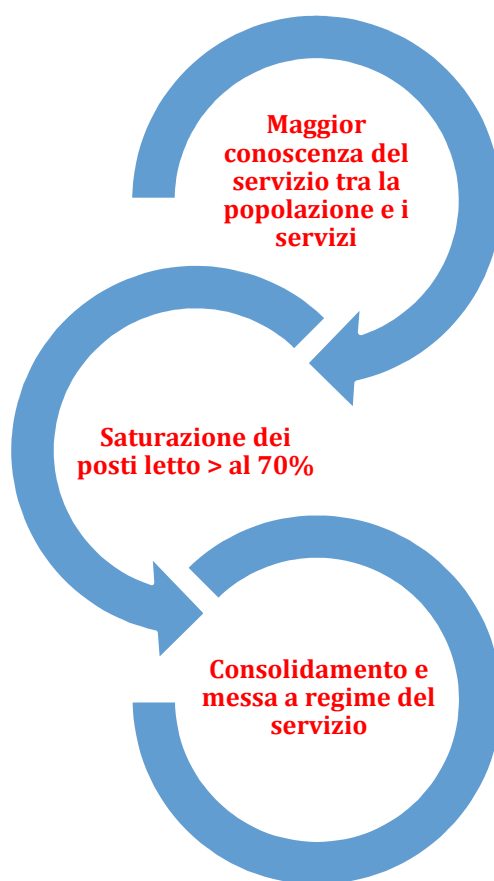 Maggior
conoscenza del
servizio tra la
popolazione e i
servizi
Saturazione dei
posti letto > al 70%
Consolidamento e
messa a regime del
servizio